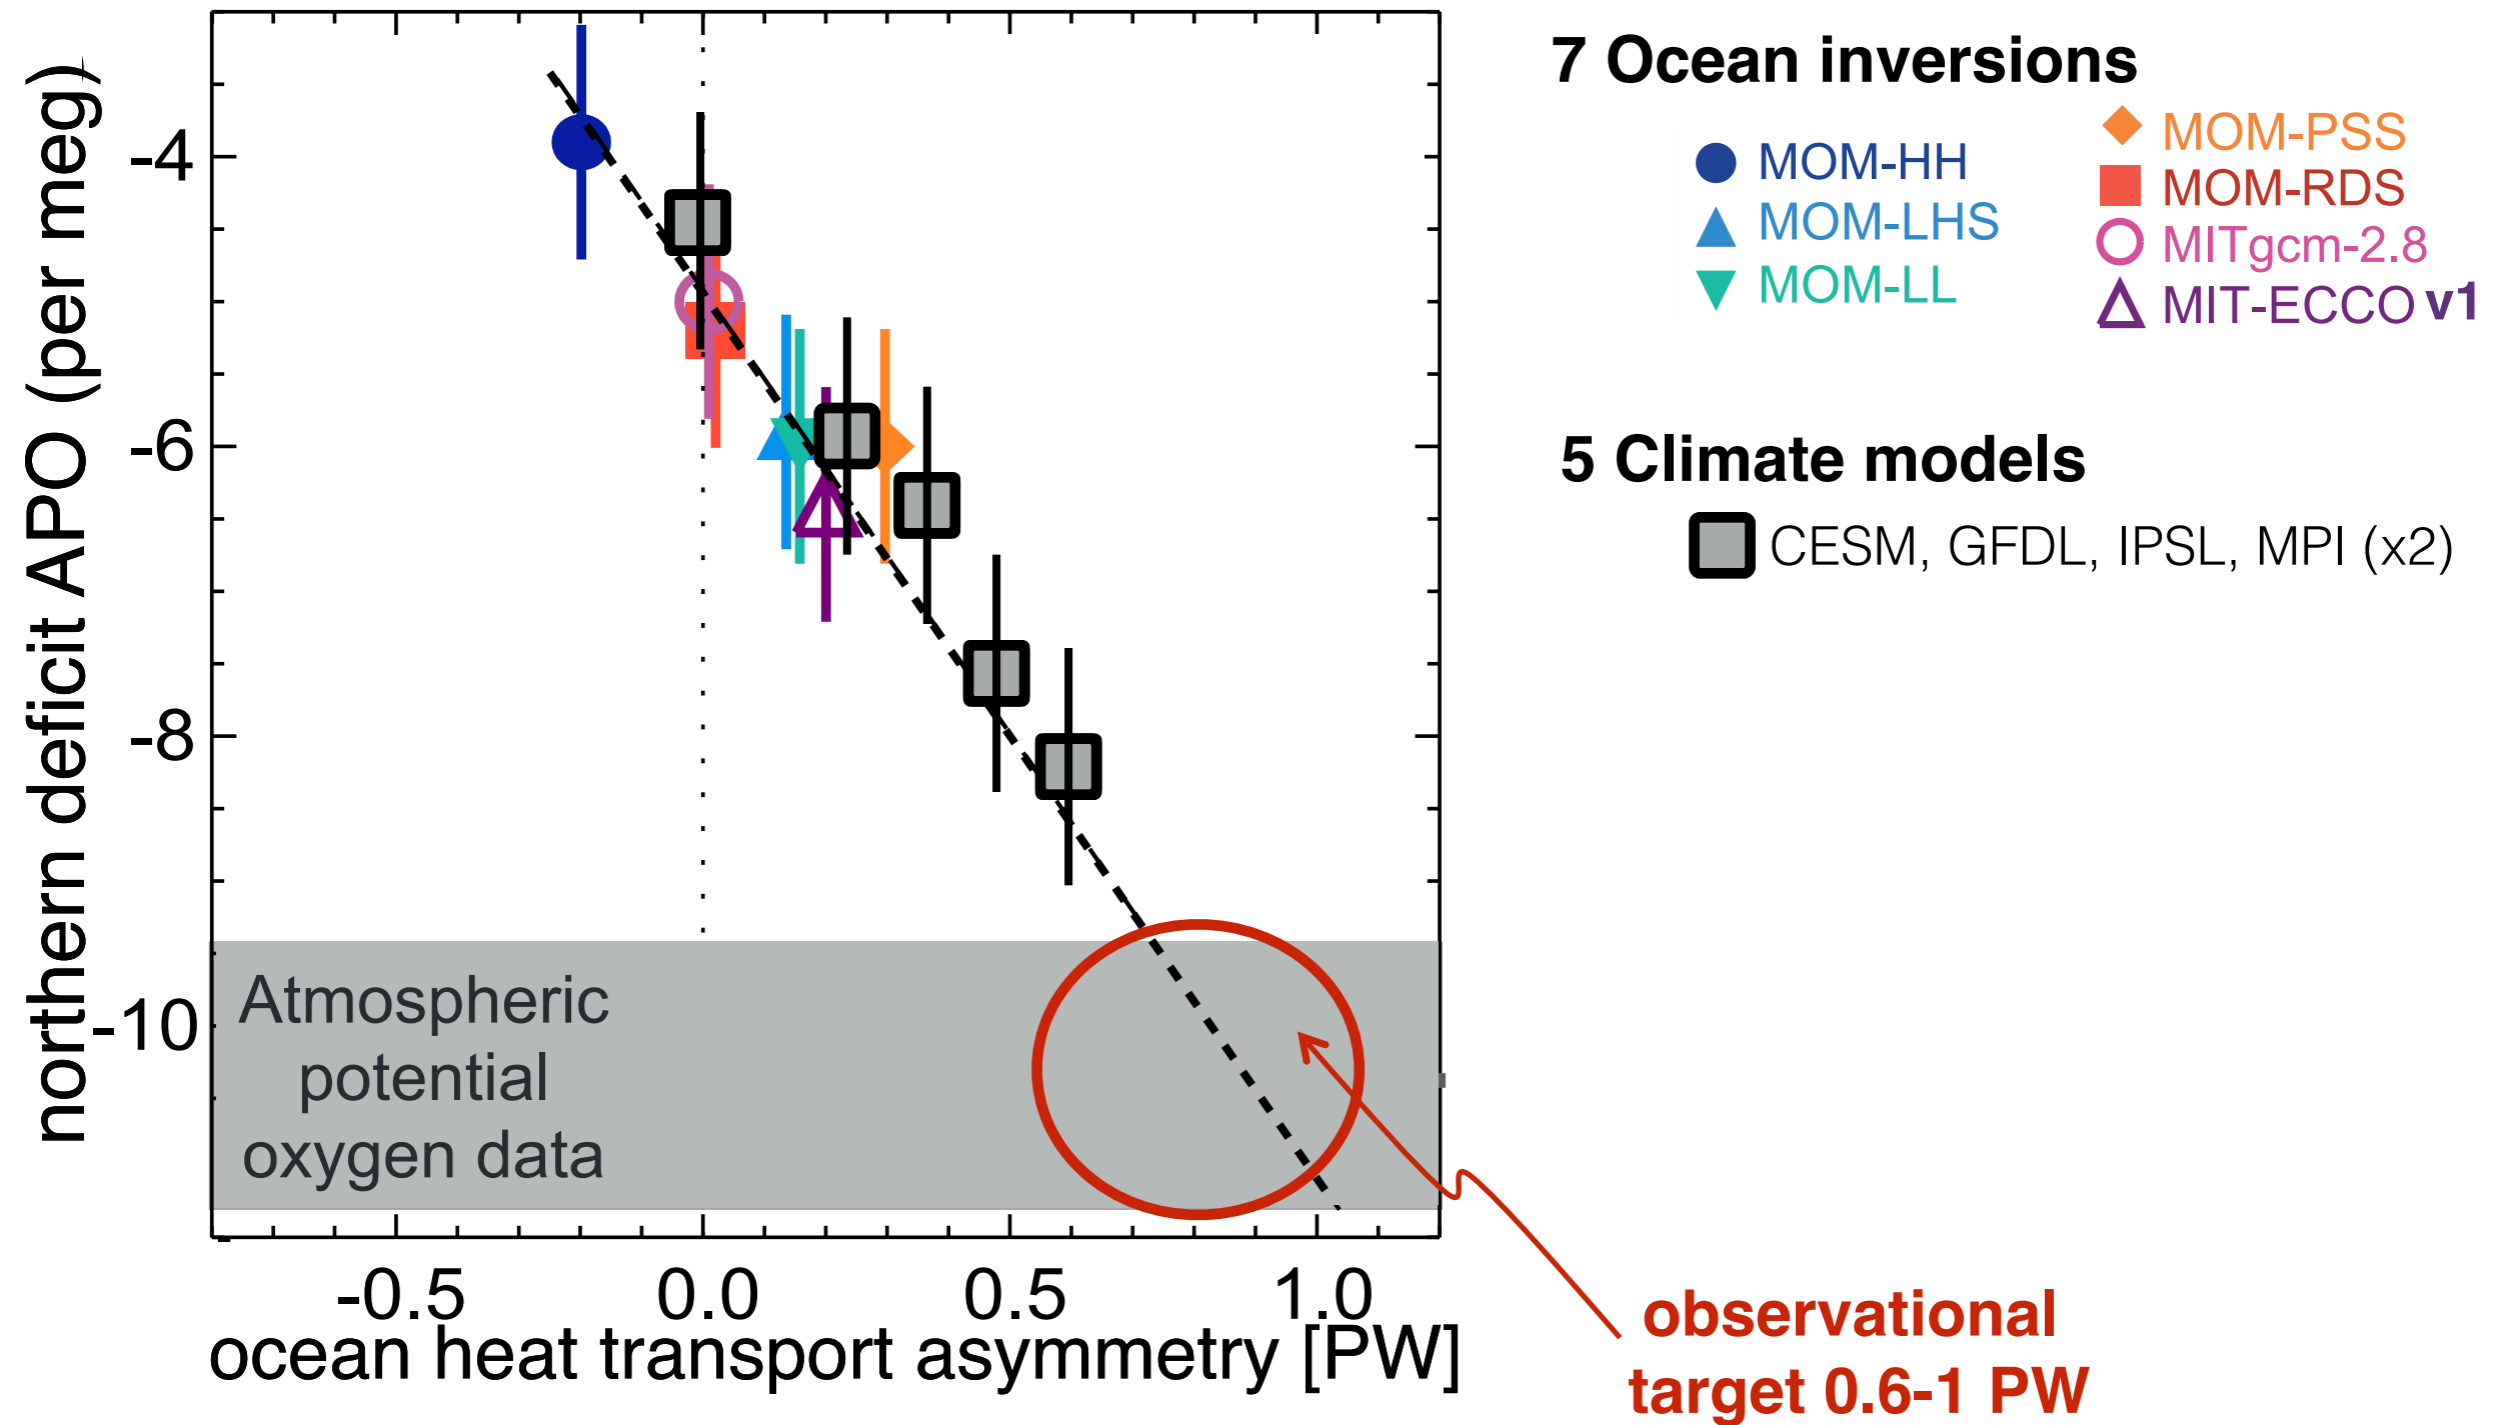 northern deficit APO (per meg)
-4
-6
-8
-10
Atmospheric
potential
oxygen data
-0.5 0.0 0.5 1.0
ocean heat transport asymmetry [PW]
7 Ocean inversions
MOM-HH
MOM-LHS
MOM-LL
MOM-PSS
MOM-RDS
MITgcm-2.8
MIT-ECCO v1
5 Climate models
CESM, GFDL, IPSL, MPI (x2)
observational
target 0.6-1 PW